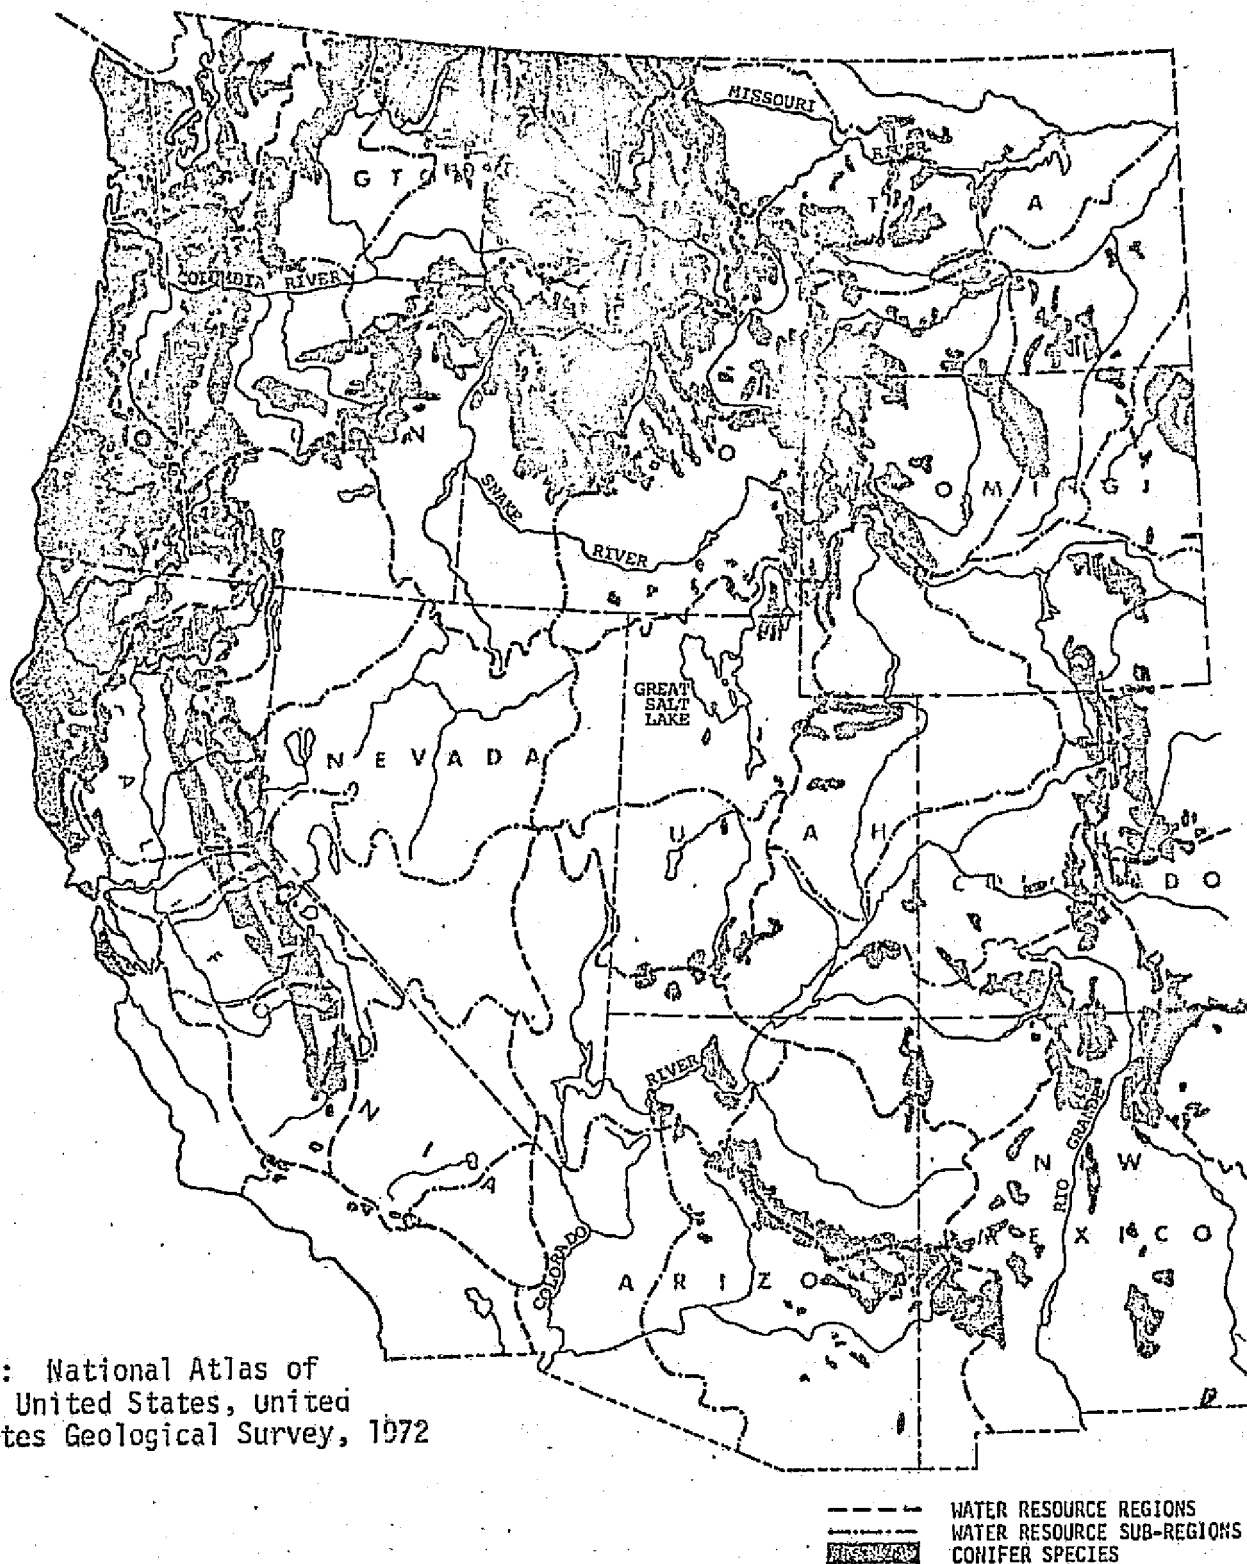 MISSOURI
RIVER
T A
COLUMBIA RIVER
SNAKE
RIVER
GREAT
SALT
LAKE
N E V A D A
U A H
D O
RIVER
RIO GRANDE
N W
E X I C O
COLORADO
A R I Z O
: National Atlas of
United States, United
tes Geological Survey, 1972
WATER RESOURCE REGIONS
WATER RESOURCE SUB-REGIONS
CONIFER SPECIES